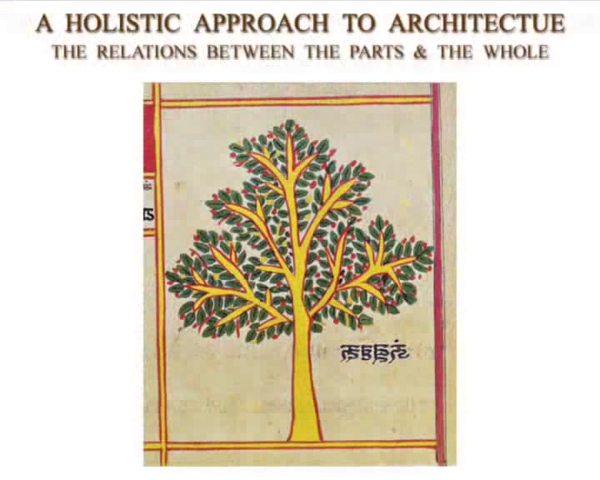 A HOLISTIC APPROACH TO ARCHITECTUE
THE RELATIONS BETWEEN THE PARTS & THE WHOLE